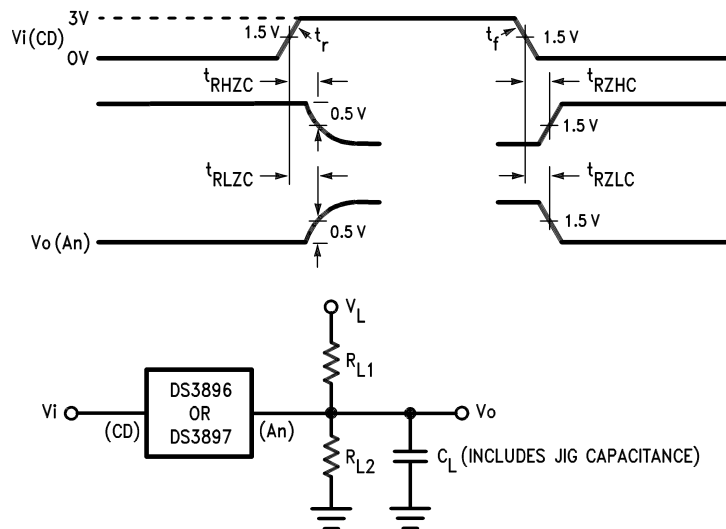 3V
Vi(CD)
1.5 V
tr
tf
1.5 V
0V
tRHZC
tRZHC
0.5 V
1.5 V
tRLZC
tRZLC
1.5 V
0.5 V
Vo(An)
VL
RL1
DS3896
OR
DS3897
Vi
(CD)
(An)
Vo
RL2
CL (INCLUDES JIG CAPACITANCE)